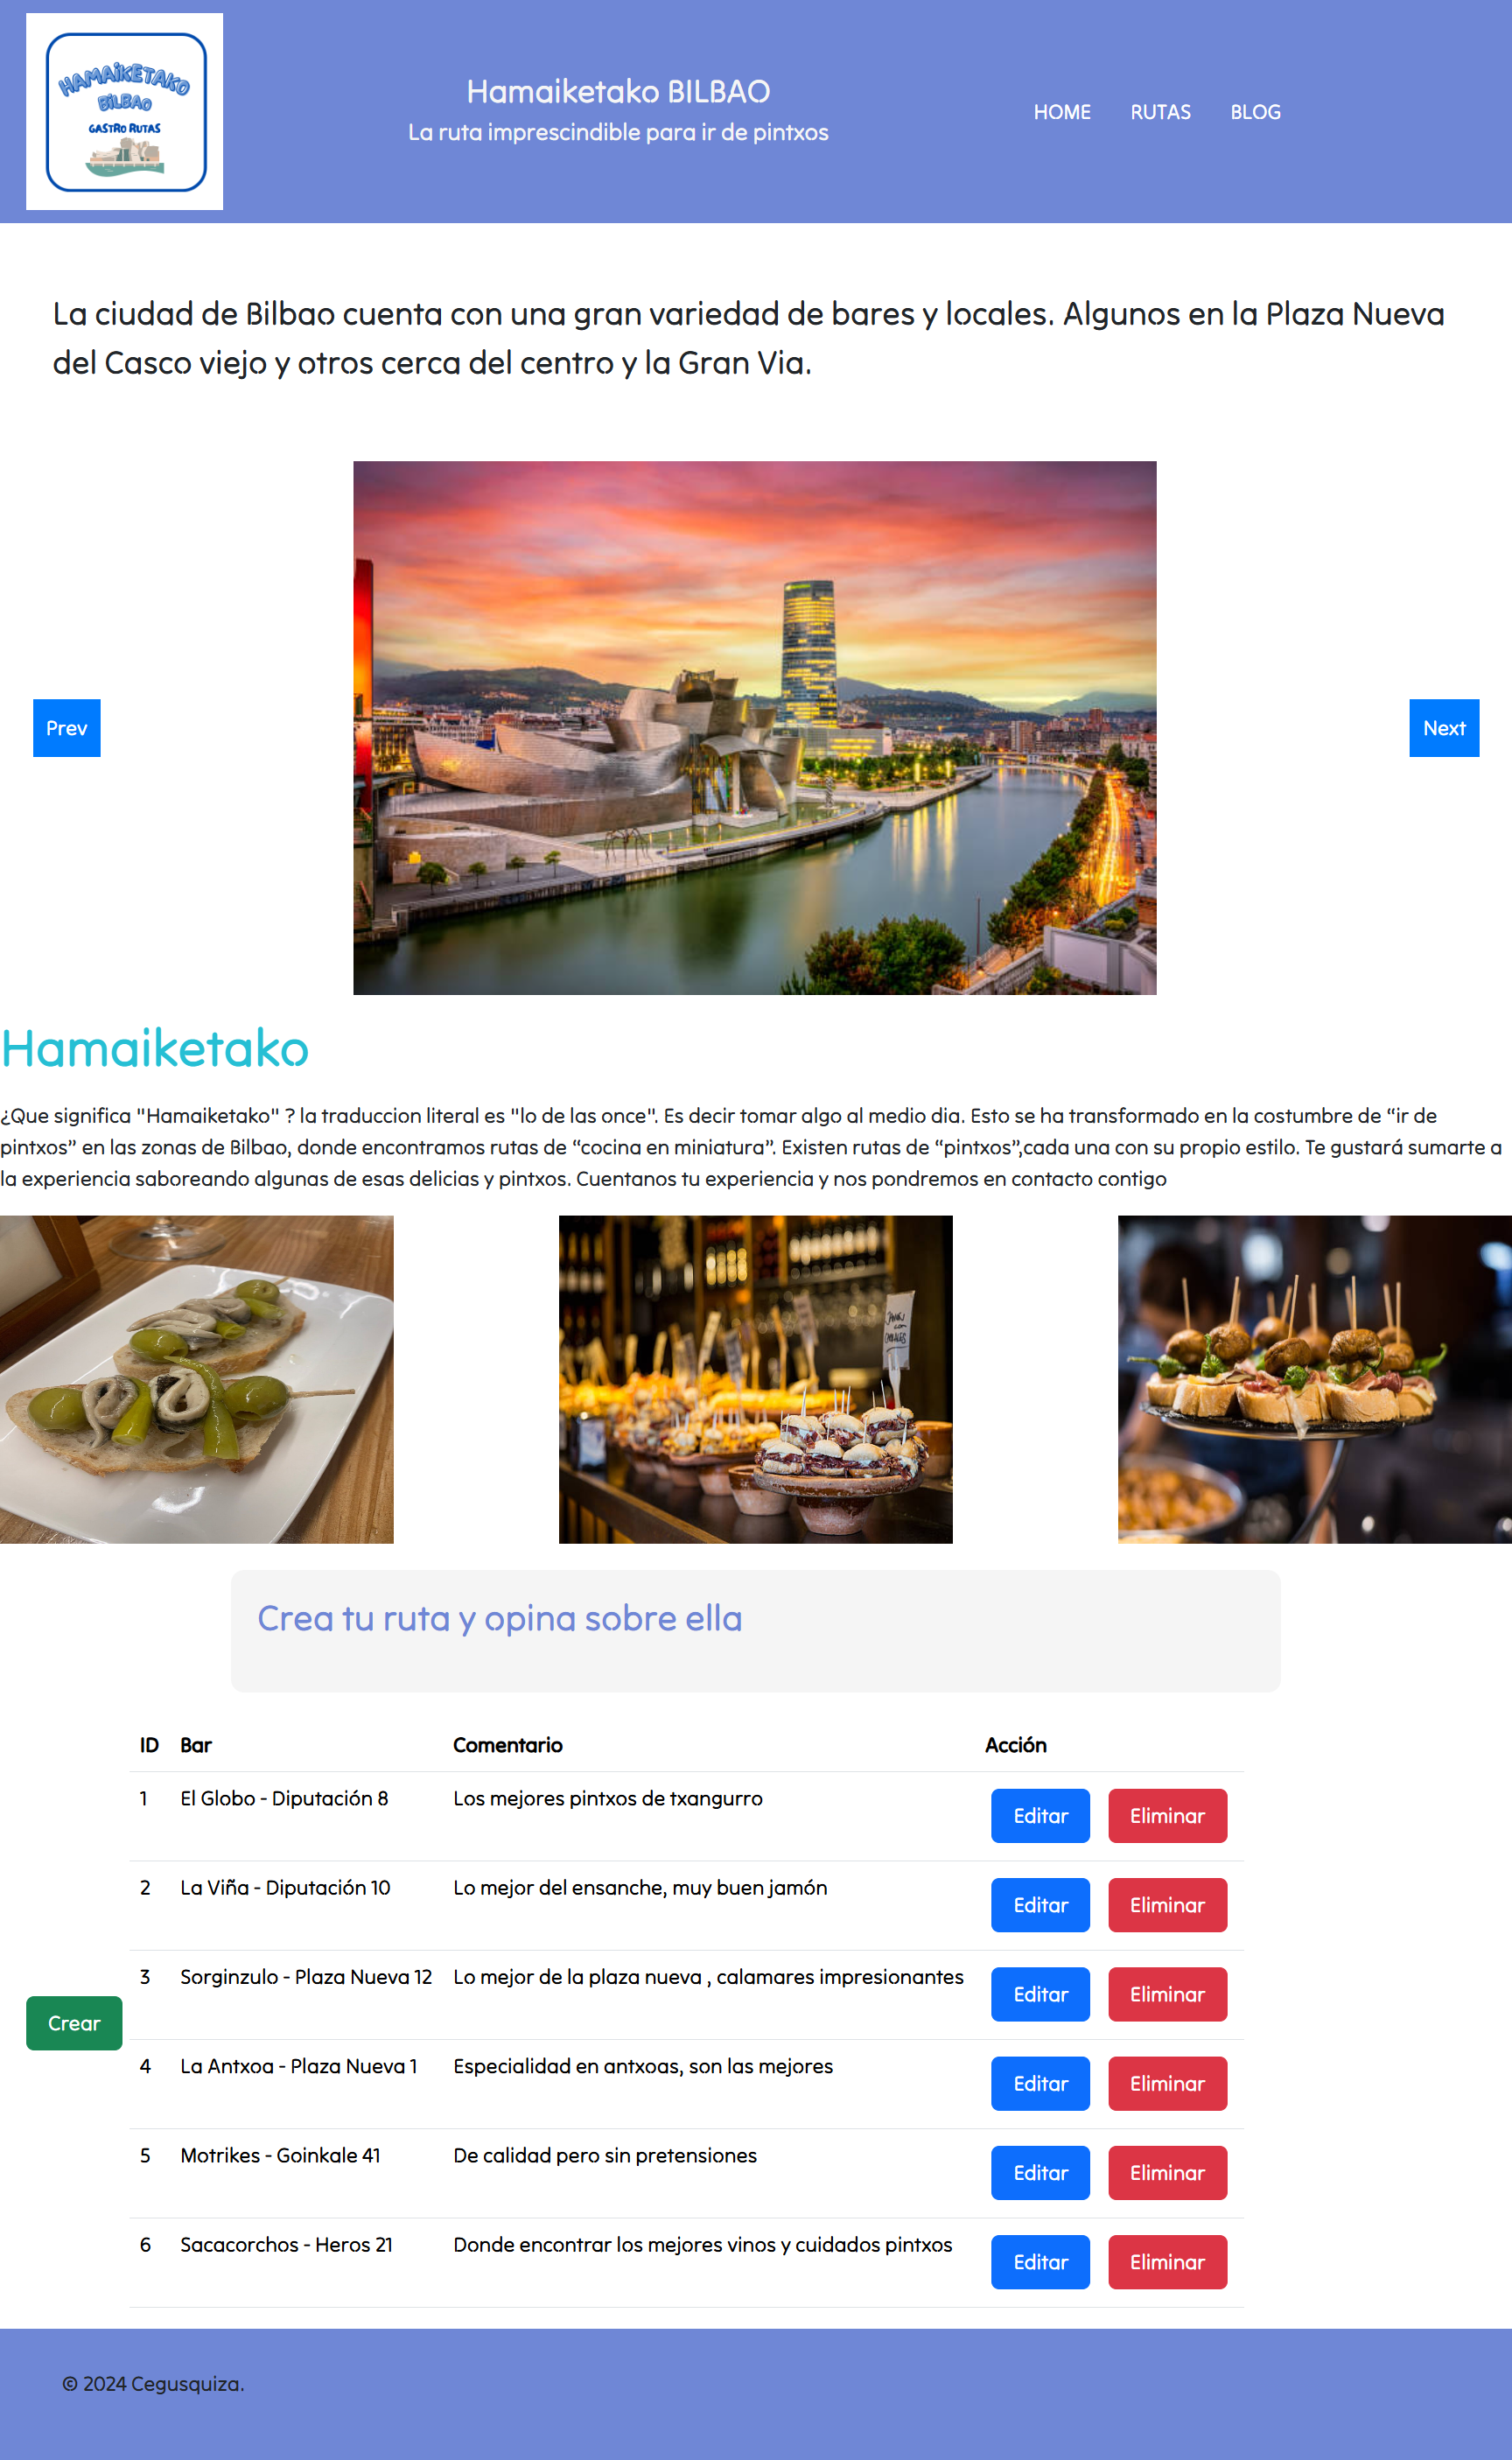 HAMAIKETAKO
BILBAO
GASTRO RUTAS
Hamaiketako BILBAO
La ruta imprescindible para ir de pintxos
HOME RUTAS BLOG
La ciudad de Bilbao cuenta con una gran variedad de bares y locales. Algunos en la Plaza Nueva
del Casco viejo y otros cerca del centro y la Gran Via.
Prev
Next
Hamaiketako
¿Que significa "Hamaiketako" ? la traduccion literal es "lo de las once". Es decir tomar algo al medio dia. Esto se ha transformado en la costumbre de “ir de
pintxos” en las zonas de Bilbao, donde encontramos rutas de “cocina en miniatura”. Existen rutas de “pintxos”,cada una con su propio estilo. Te gustará sumarte a
la experiencia saboreando algunas de esas delicias y pintxos. Cuentanos tu experiencia y nos pondremos en contacto contigo
JAMÓN
Crea tu ruta y opina sobre ella
ID Bar Comentario Acción
1 El Globo - Diputación 8 Los mejores pintxos de txangurro Editar Eliminar
2 La Viña - Diputación 10 Lo mejor del ensanche, muy buen jamón Editar Eliminar
3 Sorginzulo - Plaza Nueva 12 Lo mejor de la plaza nueva , calamares impresionantes Editar Eliminar
Crear
4 La Antxoa - Plaza Nueva 1 Especialidad en antxoas, son las mejores Editar Eliminar
5 Motrikes - Goinkale 41 De calidad pero sin pretensiones Editar Eliminar
6 Sacacorchos - Heros 21 Donde encontrar los mejores vinos y cuidados pintxos Editar Eliminar
© 2024 Cegusquiza.